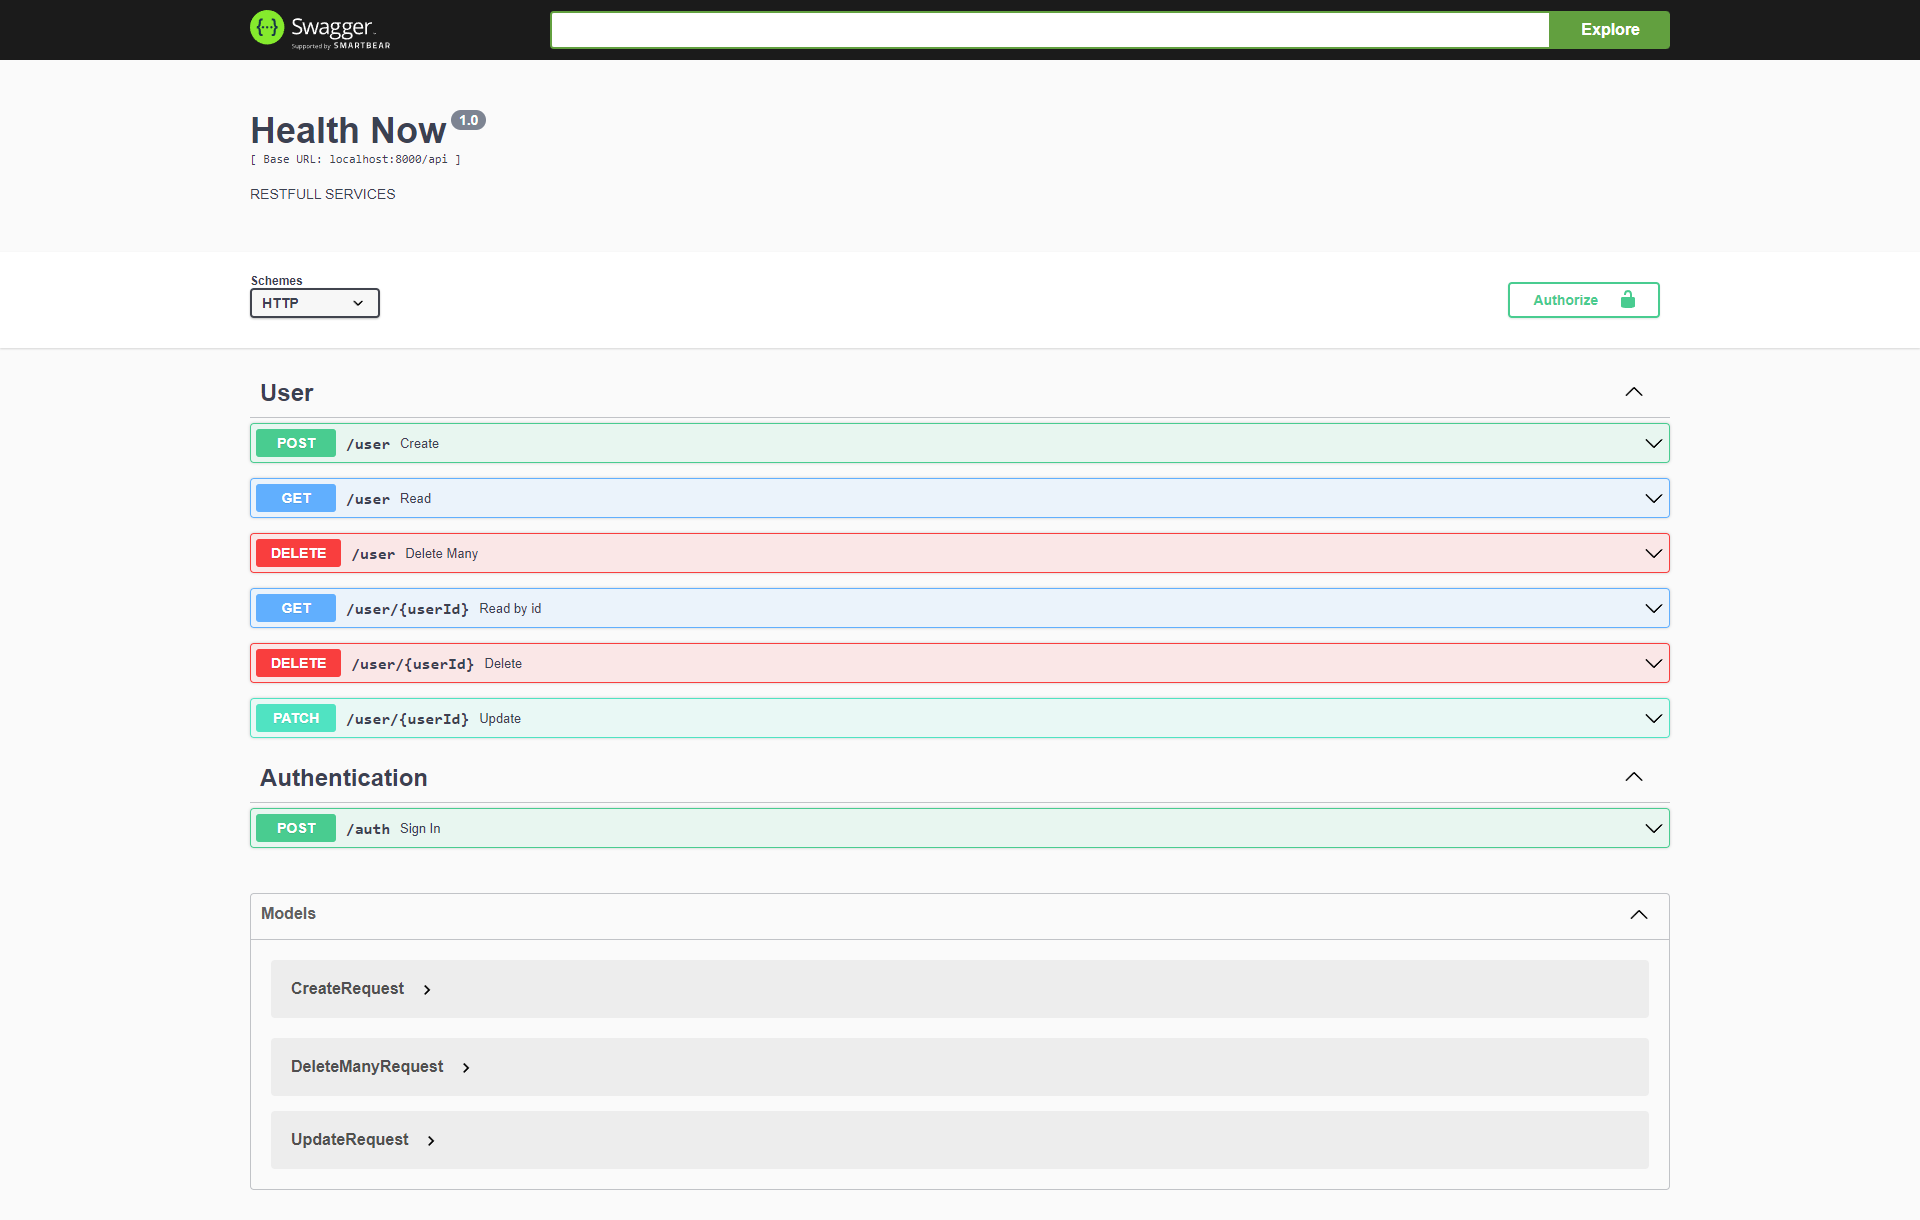 Swagger
Supported by SMARTBEAR
Explore
Health Now 1.0
[ Base URL: localhost:8000/api ]
RESTFULL SERVICES
Schemes
HTTP
Authorize
User
POST /user Create
GET /user Read
DELETE /user Delete Many
GET /user/{userId} Read by id
DELETE /user/{userId} Delete
PATCH /user/{userId} Update
Authentication
POST /auth Sign In
Models
CreateRequest
DeleteManyRequest
UpdateRequest